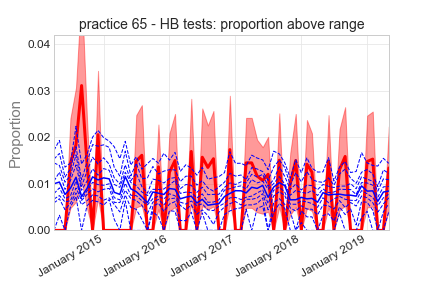 practice 65 - HB tests: proportion above range
Proportion
0.04
0.03
0.02
0.01
0.00
January 2015
January 2016
January 2017
January 2018
January 2019